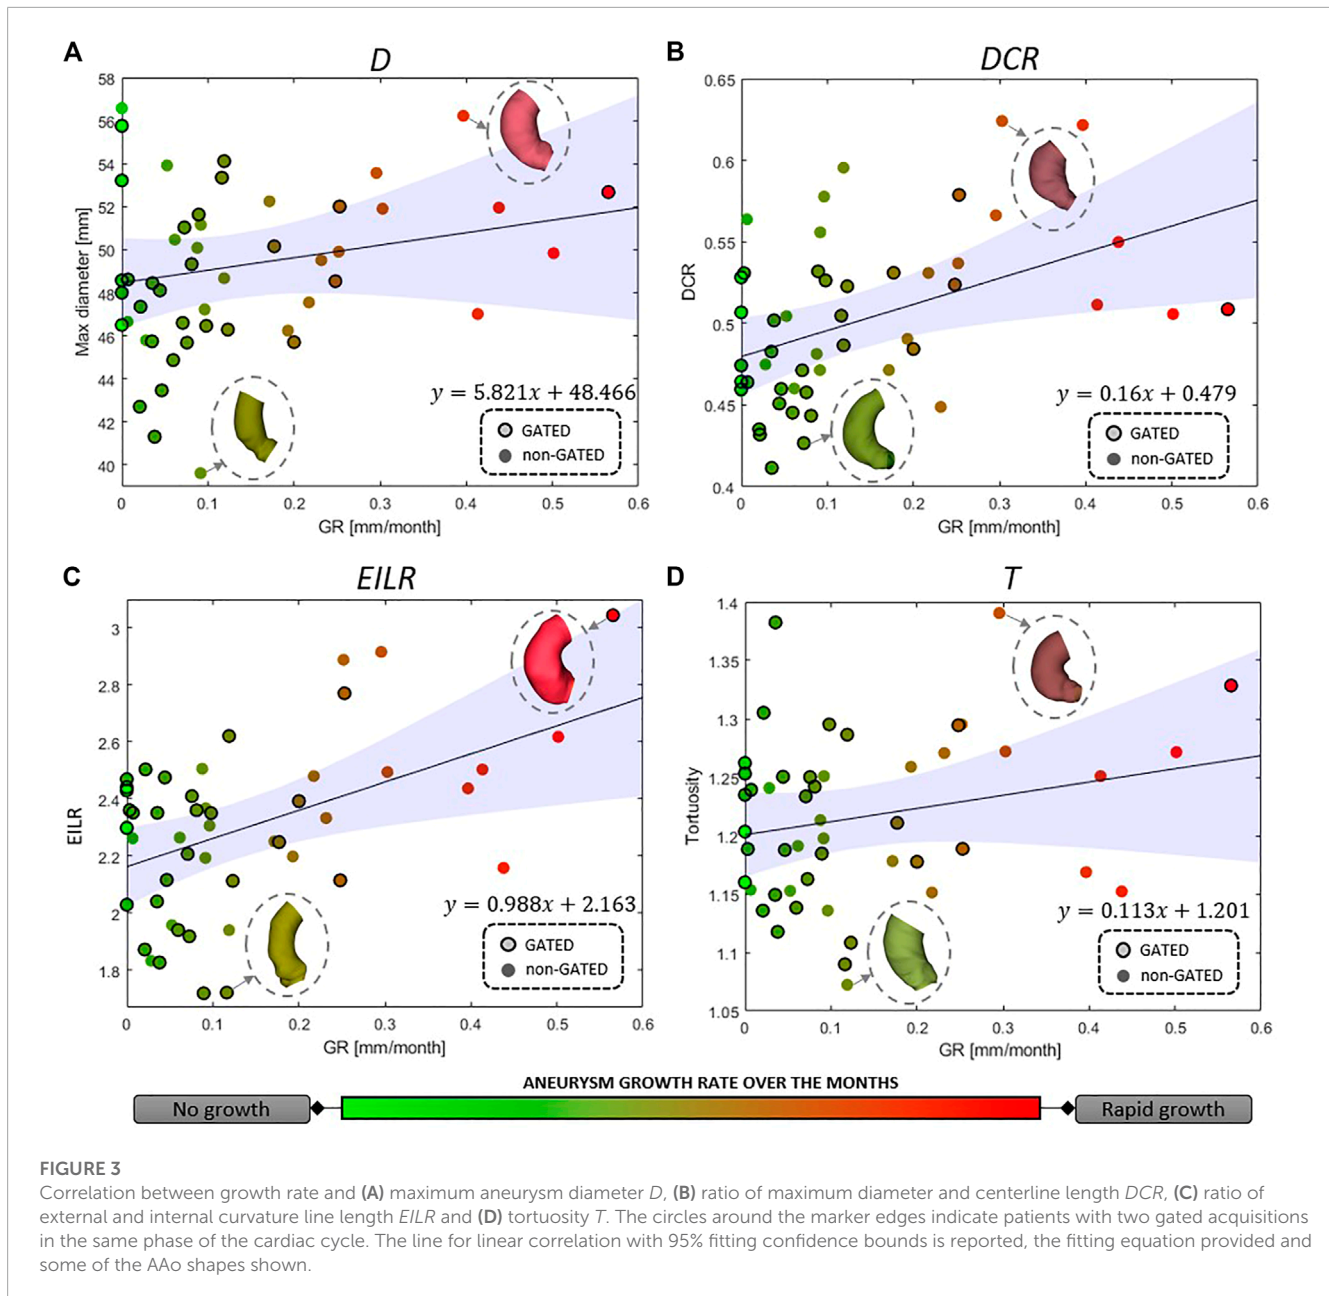 A
D
58
56
54
52
50
48
46
44
42
40
Max diameter [mm]
y = 5.821x + 48.466
GATED
non-GATED
0 0.1 0.2 0.3 0.4 0.5 0.6
GR [mm/month]
B
DCR
0.65
0.6
0.55
0.5
0.45
0.4
DCR
y = 0.16x + 0.479
GATED
non-GATED
0 0.1 0.2 0.3 0.4 0.5 0.6
GR [mm/month]
C
EILR
3
2.8
2.6
2.4
2.2
2
1.8
EILR
y = 0.988x + 2.163
GATED
non-GATED
0 0.1 0.2 0.3 0.4 0.5 0.6
GR [mm/month]
D
T
1.4
1.3
1.25
1.2
1.15
1.1
1.05
Tortuosity
y = 0.113x + 1.201
GATED
non-GATED
0 0.1 0.2 0.3 0.4 0.5 0.6
GR [mm/month]
ANEURYSM GROWTH RATE OVER THE MONTHS
No growth
Rapid growth
FIGURE 3
Correlation between growth rate and (A) maximum aneurysm diameter D, (B) ratio of maximum diameter and centerline length DCR, (C) ratio of
external and internal curvature line length EILR and (D) tortuosity T. The circles around the marker edges indicate patients with two gated acquisitions
in the same phase of the cardiac cycle. The line for linear correlation with 95% fitting confidence bounds is reported, the fitting equation provided and
some of the AAo shapes shown.